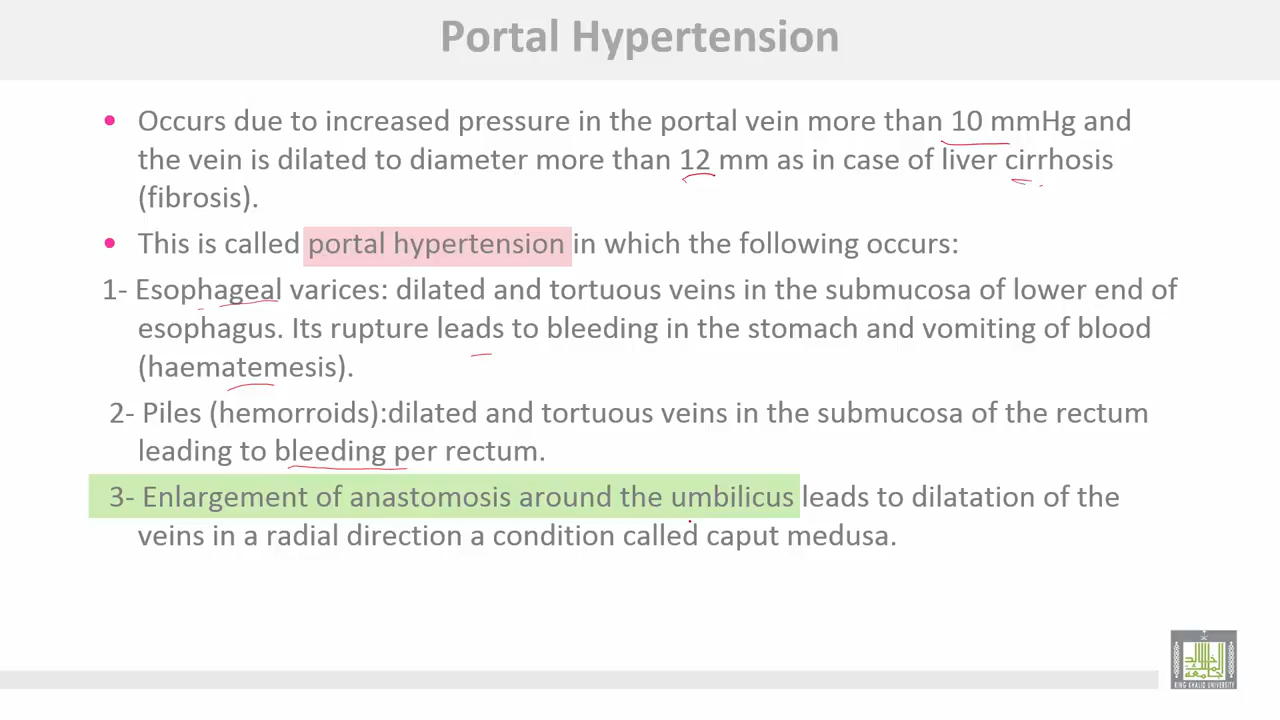 Portal Hypertension
• Occurs due to increased pressure in the portal vein more than 10 mmHg and
the vein is dilated to diameter more than 12 mm as in case of liver cirrhosis
(fibrosis).
• This is called portal hypertension in which the following occurs:
1- Esophageal varices: dilated and tortuous veins in the submucosa of lower end of
esophagus. Its rupture leads to bleeding in the stomach and vomiting of blood
(haematemesis).
2- Piles (hemorroids):dilated and tortuous veins in the submucosa of the rectum
leading to bleeding per rectum.
3- Enlargement of anastomosis around the umbilicus leads to dilatation of the
veins in a radial direction a condition called caput medusa.
KING KHALID UNIVERSITY